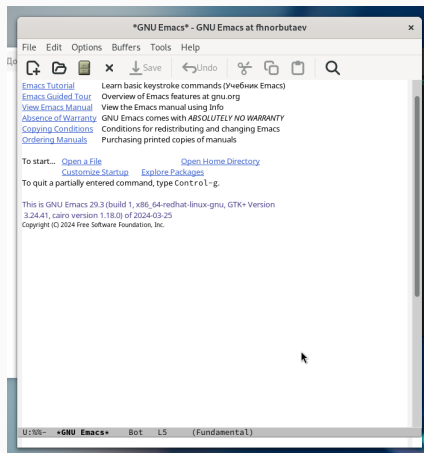 *GNU Emacs* - GNU Emacs at fhnorbutaev
File Edit Options Buffers Tools Help
Save Undo
До
Emacs Tutorial Learn basic keystroke commands (Учебник Emacs)
Emacs Guided Tour Overview of Emacs features at gnu.org
View Emacs Manual View the Emacs manual using Info
Absence of Warranty GNU Emacs comes with ABSOLUTELY NO WARRANTY
Copying Conditions Conditions for redistributing and changing Emacs
Ordering Manuals Purchasing printed copies of manuals
To start... Open a File Open Home Directory
Customize Startup Explore Packages
To quit a partially entered command, type Control-g.
This is GNU Emacs 29.3 (build 1, x86_64-redhat-linux-gnu, GTK+ Version
3.24.41, cairo version 1.18.0) of 2024-03-25
Copyright (C) 2024 Free Software Foundation, Inc.
U:%%- *GNU Emacs* Bot L5 (Fundamental)